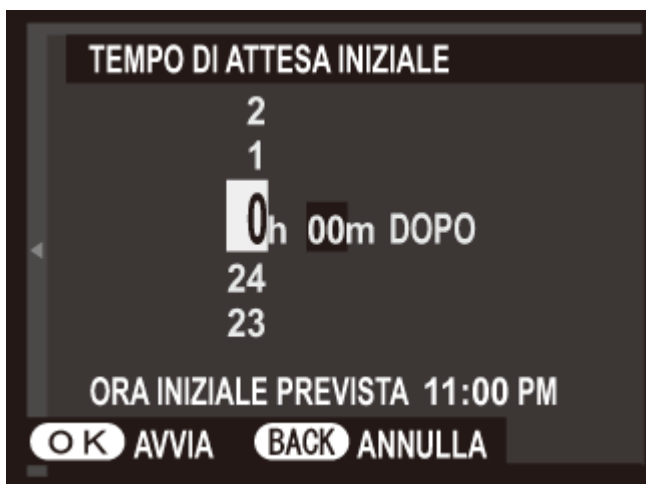 TEMPO DI ATTESA INIZIALE
2
1
0h 00m DOPO
24
23
ORA INIZIALE PREVISTA 11:00 PM
OK AVVIA BACK ANNULLA